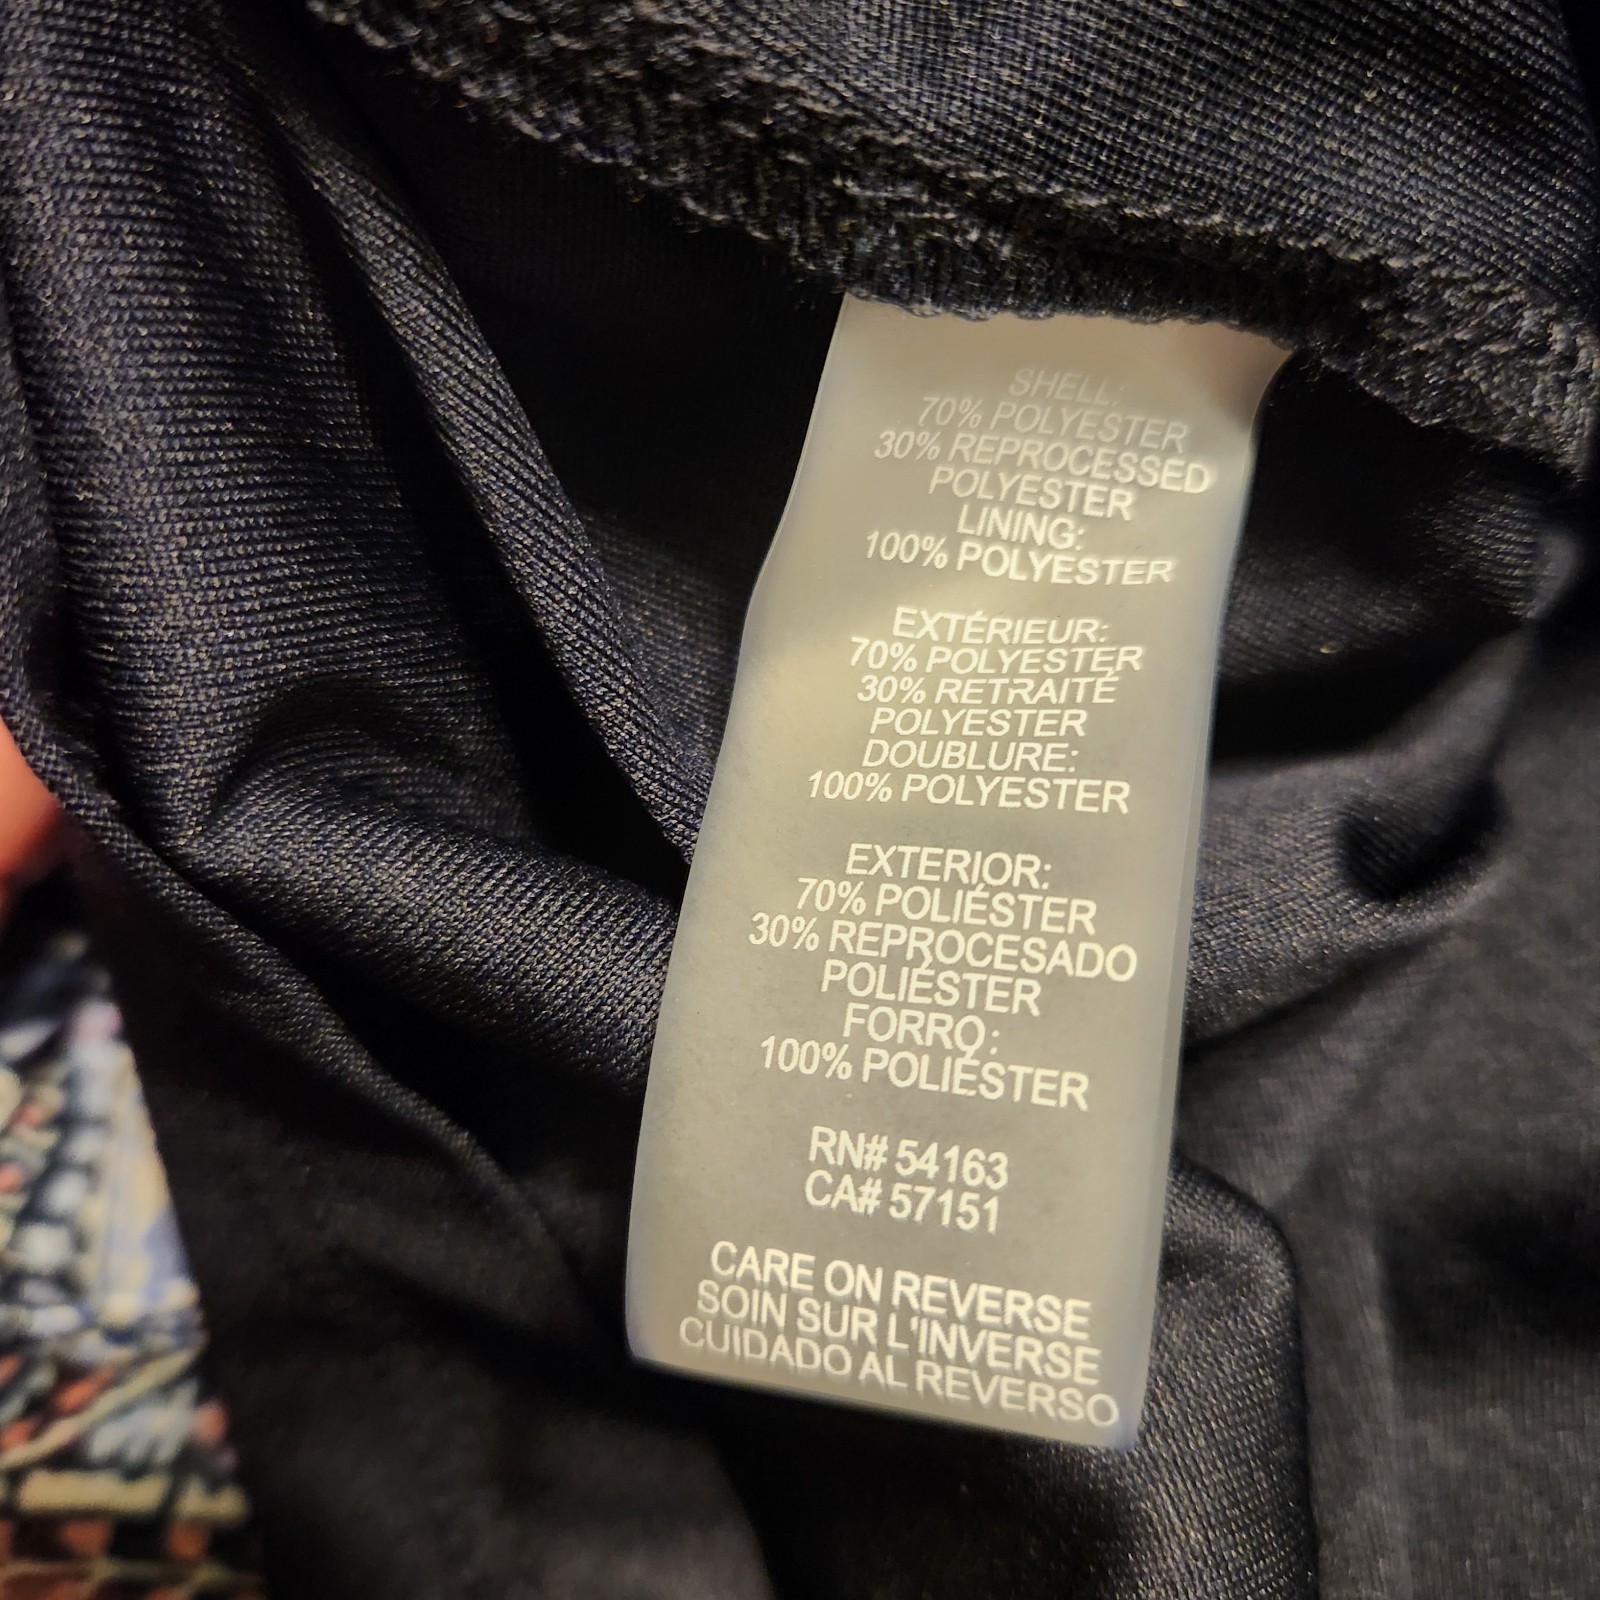 SHELL:
70% POLYESTER
30% REPROCESSED
POLYESTER
LINING:
100% POLYESTER
EXTÉRIEUR:
70% POLYESTER
30% RETRAITÉ
POLYESTER
DOUBLURE:
100% POLYESTER
EXTERIOR:
70% POLIÉSTER
30% REPROCESADO
POLIÉSTER
FORRO:
100% POLIÉSTER
RN# 54163
CA# 57151
CARE ON REVERSE
SOIN SUR L'INVERSE
CUIDADO AL REVERSO